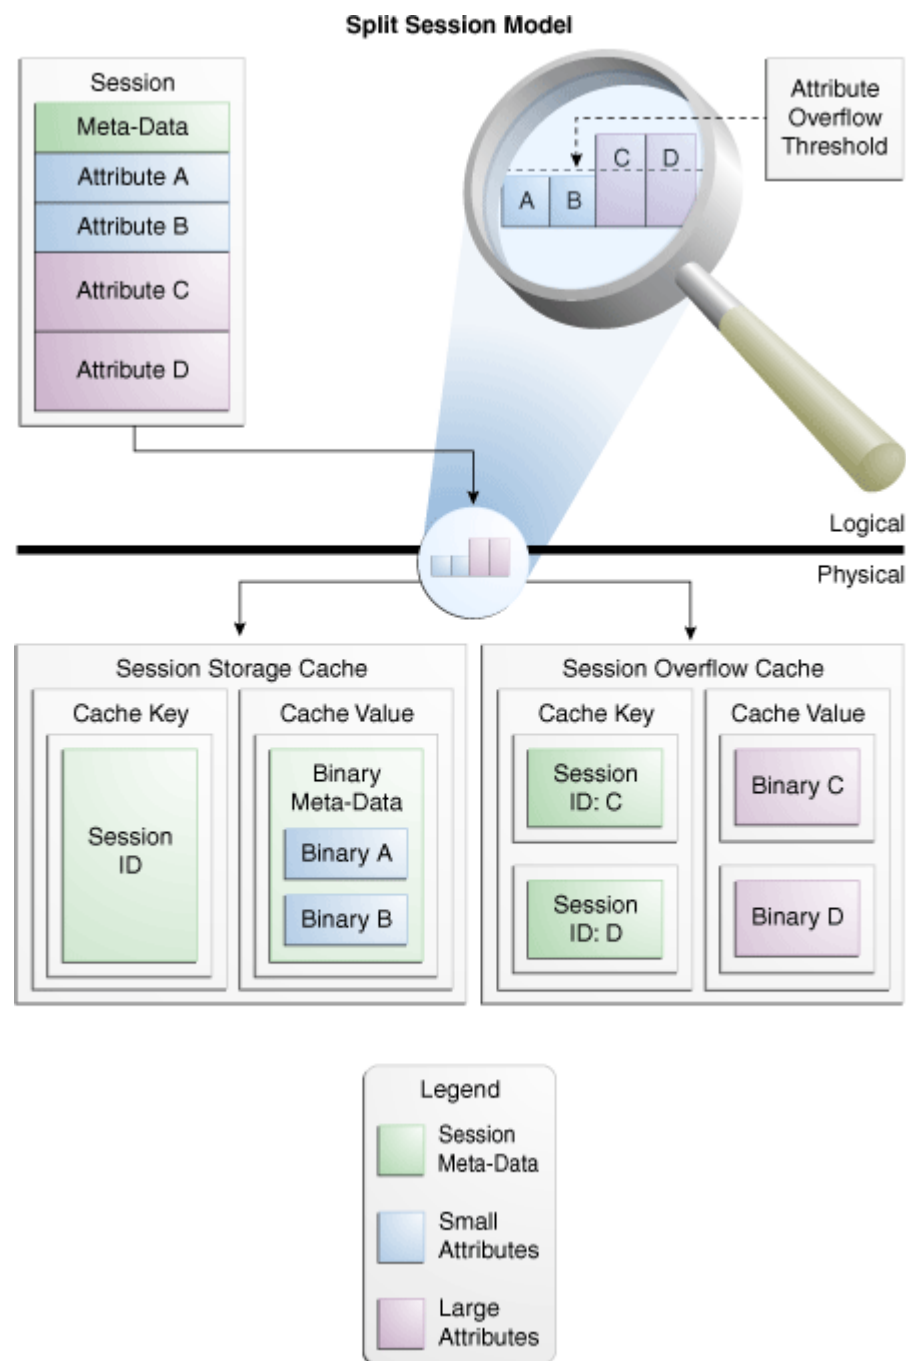 Split Session Model
Session
Meta-Data
Attribute A
Attribute B
Attribute C
Attribute D
A
B
C
D
Attribute
Overflow
Threshold
Logical
Physical
Session Storage Cache
Cache Key
Session
ID
Cache Value
Binary
Meta-Data
Binary A
Binary B
Session Overflow Cache
Cache Key
Session
ID: C
Session
ID: D
Cache Value
Binary C
Binary D
Legend
Session
Meta-Data
Small
Attributes
Large
Attributes